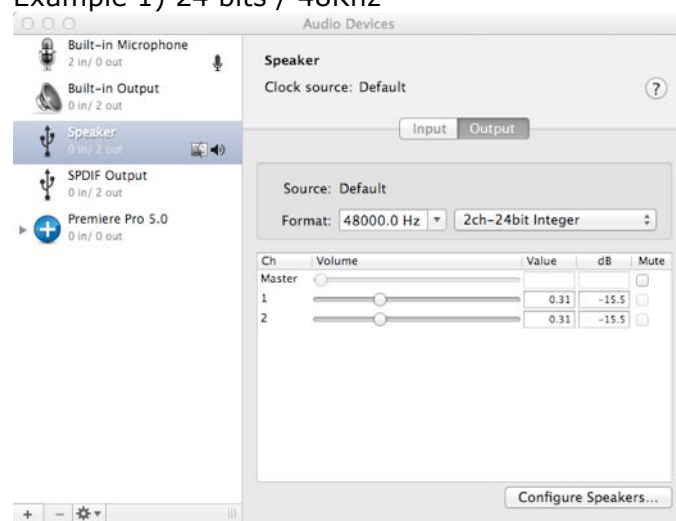 Example 1) 24 bits / 48Khz
Audio Devices
Built-in Microphone
2 in/ 0 out
Built-in Output
0 in/ 2 out
Speaker
0 in/ 2 out
SPDIF Output
0 in/ 2 out
Premiere Pro 5.0
0 in/ 0 out
Speaker
Clock source: Default
?
Input Output
Source: Default
Format: 48000.0 Hz 2ch-24bit Integer
Ch Volume Value dB Mute
Master
1 0.31 -15.5
2 0.31 -15.5
Configure Speakers...